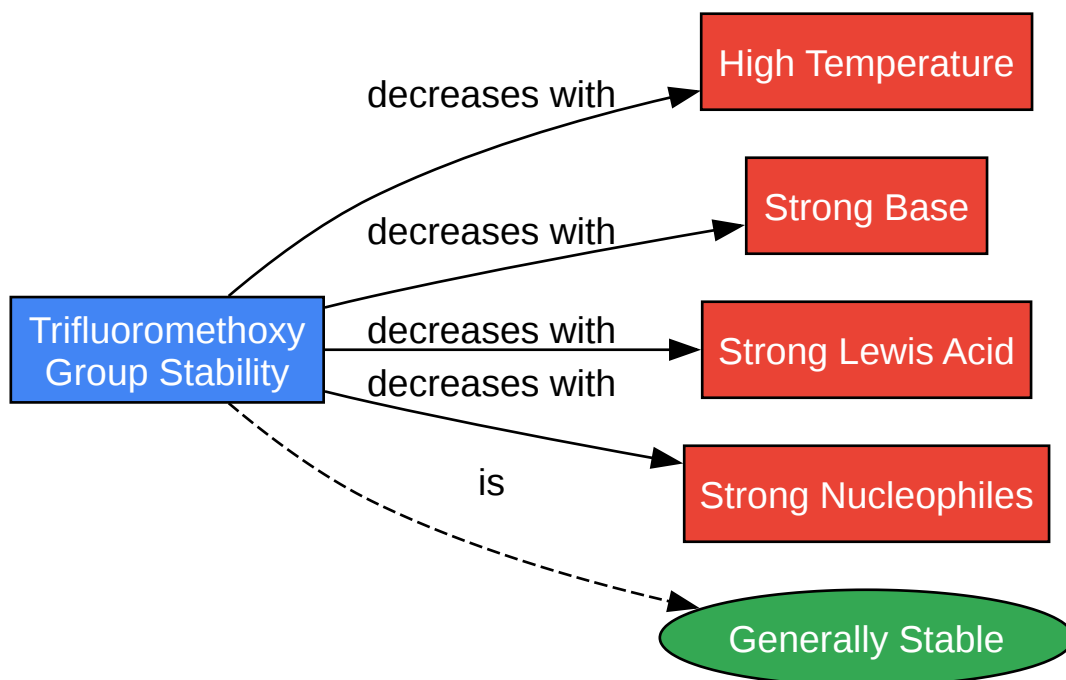 High Temperature
decreases with
Strong Base
decreases with
Trifluoromethoxy
Group Stability
decreases with
Strong Lewis Acid
decreases with
Strong Nucleophiles
is
Generally Stable